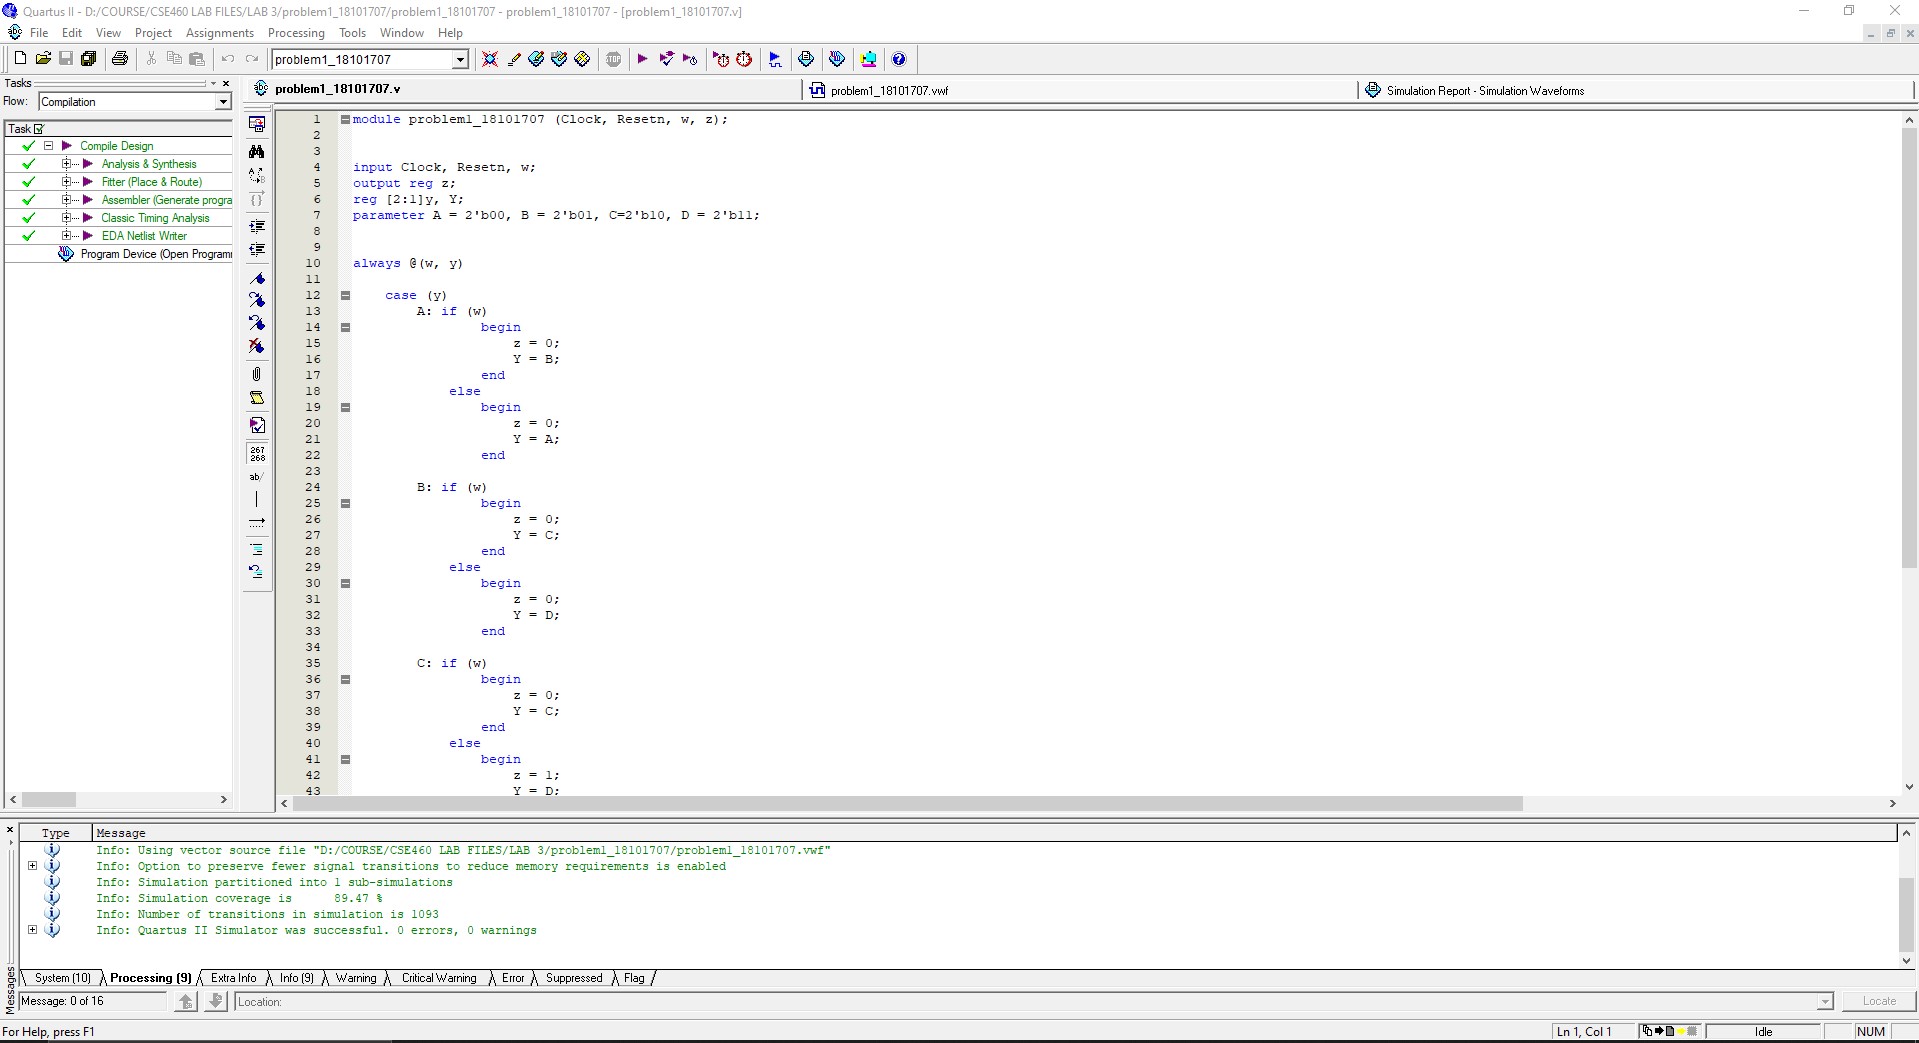 Quartus II - D:/COURSE/CSE460 LAB FILES/LAB 3/problem1_18101707/problem1_18101707 - problem1_18101707 - [problem1_18101707.v]
File Edit View Project Assignments Processing Tools Window Help
problem1_18101707
Tasks
Flow: Compilation
Task
Compile Design
Analysis & Synthesis
Fitter (Place & Route)
Assembler (Generate progra
Classic Timing Analysis
EDA Netlist Writer
Program Device (Open Program
problem1_18101707.v
problem1_18101707.vwf
Simulation Report - Simulation Waveforms
267
268
ab/
1 module problem1_18101707 (Clock, Resetn, w, z);
2
3
4 input Clock, Resetn, w;
5 output reg z;
6 reg [2:1]y, Y;
7 parameter A = 2'b00, B = 2'b01, C=2'b10, D = 2'b11;
8
9
10 always @(w, y)
11
12 case (y)
13 A: if (w)
14 begin
15 z = 0;
16 Y = B;
17 end
18 else
19 begin
20 z = 0;
21 Y = A;
22 end
23
24 B: if (w)
25 begin
26 z = 0;
27 Y = C;
28 end
29 else
30 begin
31 z = 0;
32 Y = D;
33 end
34
35 C: if (w)
36 begin
37 z = 0;
38 Y = C;
39 end
40 else
41 begin
42 z = 1;
43 Y = D;
Type Message
Info: Using vector source file "D:/COURSE/CSE460 LAB FILES/LAB 3/problem1_18101707/problem1_18101707.vwf"
Info: Option to preserve fewer signal transitions to reduce memory requirements is enabled
Info: Simulation partitioned into 1 sub-simulations
Info: Simulation coverage is 89.47 %
Info: Number of transitions in simulation is 1093
Info: Quartus II Simulator was successful. 0 errors, 0 warnings
System (10) Processing (9) Extra Info Info (9) Warning Critical Warning Error Suppressed Flag
Messages
Message: 0 of 16 Location: Locate
For Help, press F1 Ln 1, Col 1 Idle NUM